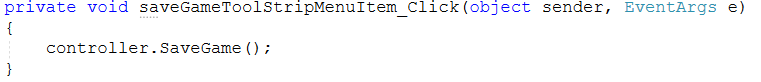 private void saveGameToolStripMenuItem_Click(object sender, EventArgs e)
{
    controller.SaveGame();
}